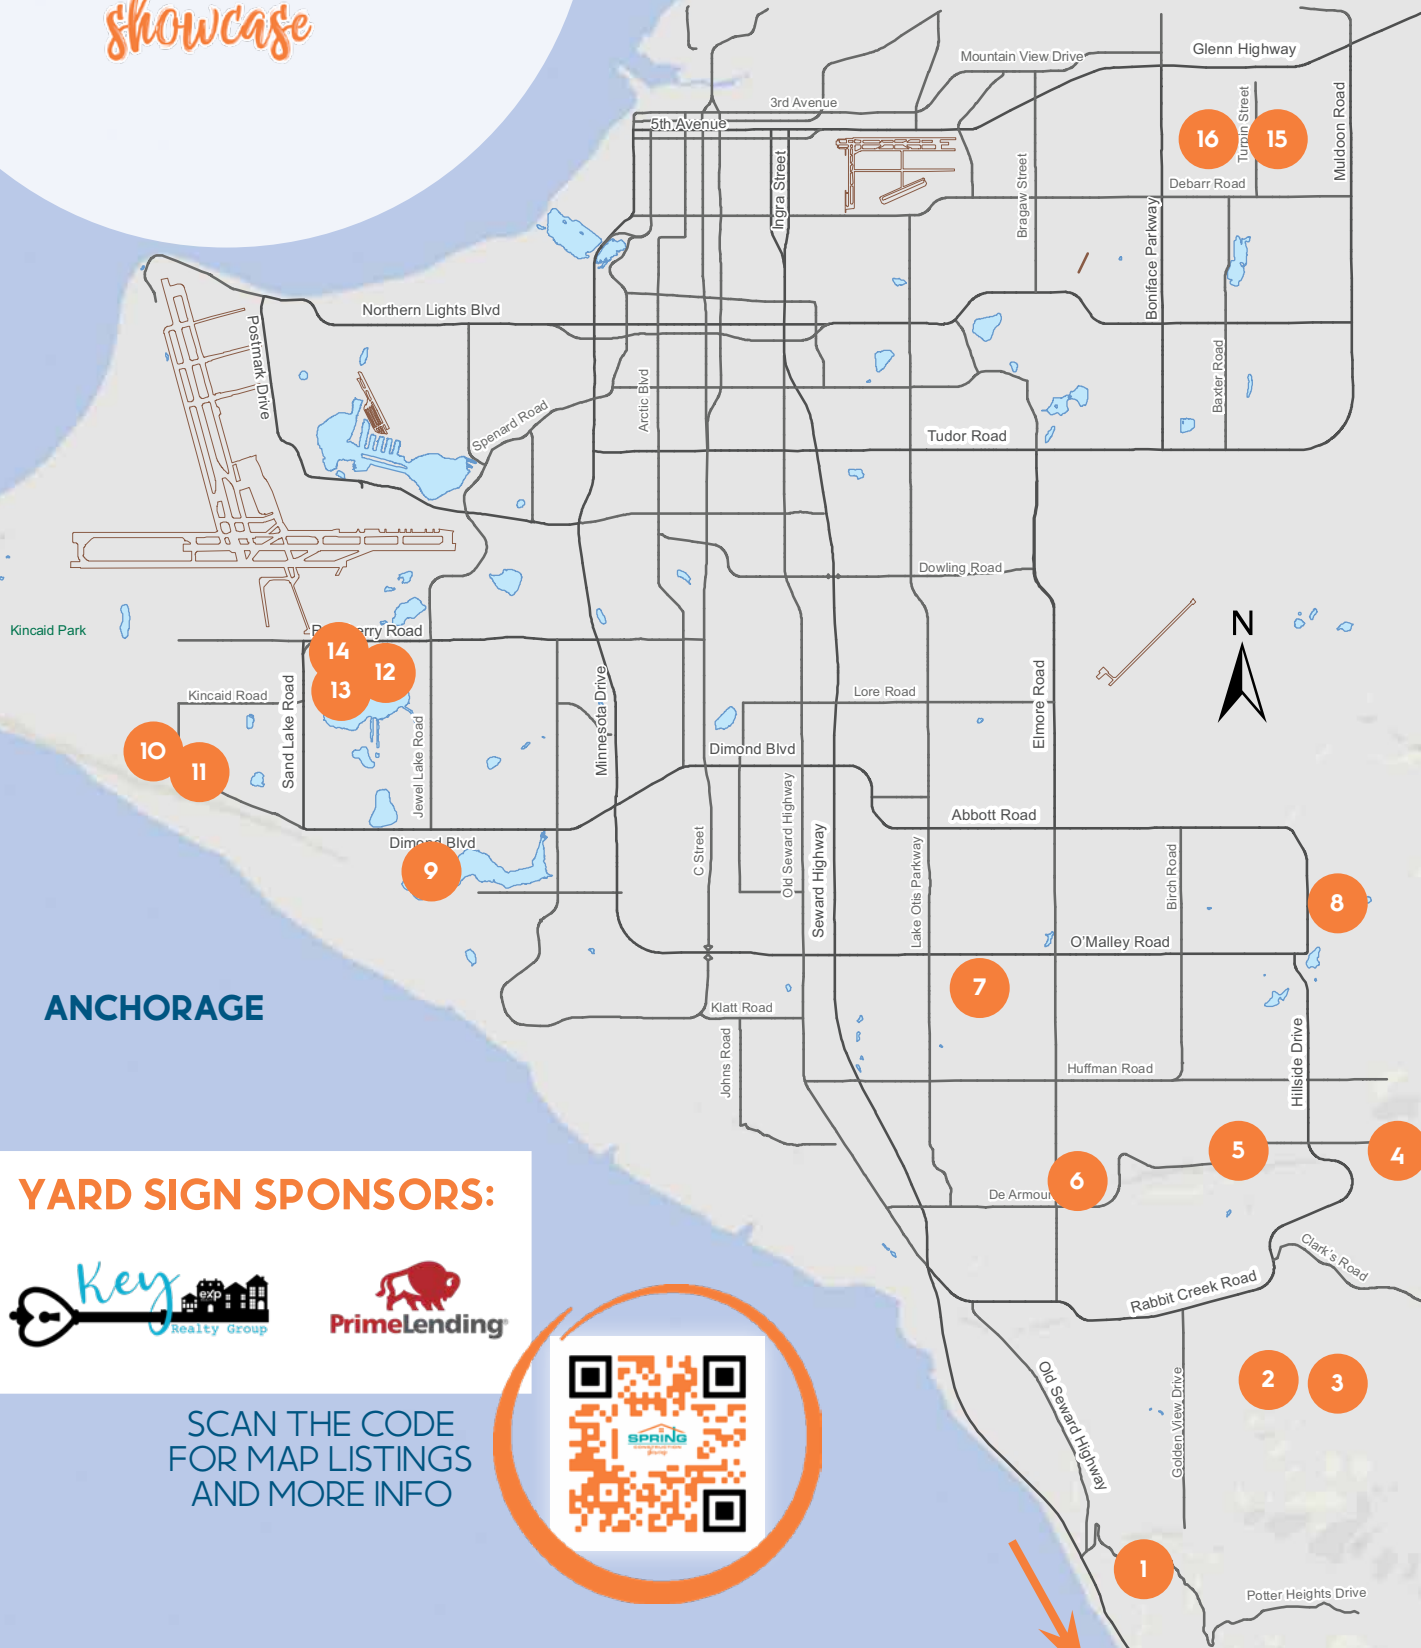 showcase
Mountain View Drive
Glenn Highway
3rd Avenue
5th Avenue
Ingra Street
Bragaw Street
Turpin Street
Muldoon Road
16
15
Debarr Road
Boniface Parkway
Northern Lights Blvd
Postmark Drive
Spenard Road
Arctic Blvd
Baxter Road
Tudor Road
Dowling Road
Kincaid Park
erry Road
14
12
13
N
Kincaid Road
Sand Lake Road
Jewel Lake Road
Minnesota Drive
Lore Road
Elmore Road
10
11
Dimond Blvd
Old Seward Highway
Seward Highway
C Street
Abbott Road
Lake Otis Parkway
Birch Road
Dimond Blvd
9
8
O'Malley Road
7
ANCHORAGE
Klatt Road
Johns Road
Huffman Road
Hillside Drive
5
4
6
De Armour
Clark's Road
Rabbit Creek Road
YARD SIGN SPONSORS:
Key
exp
Realty Group
PrimeLending
SCAN THE CODE
FOR MAP LISTINGS
AND MORE INFO
SPRING
CONSTRUCTION
Old Seward Highway
Golden View Drive
2
3
1
Potter Heights Drive